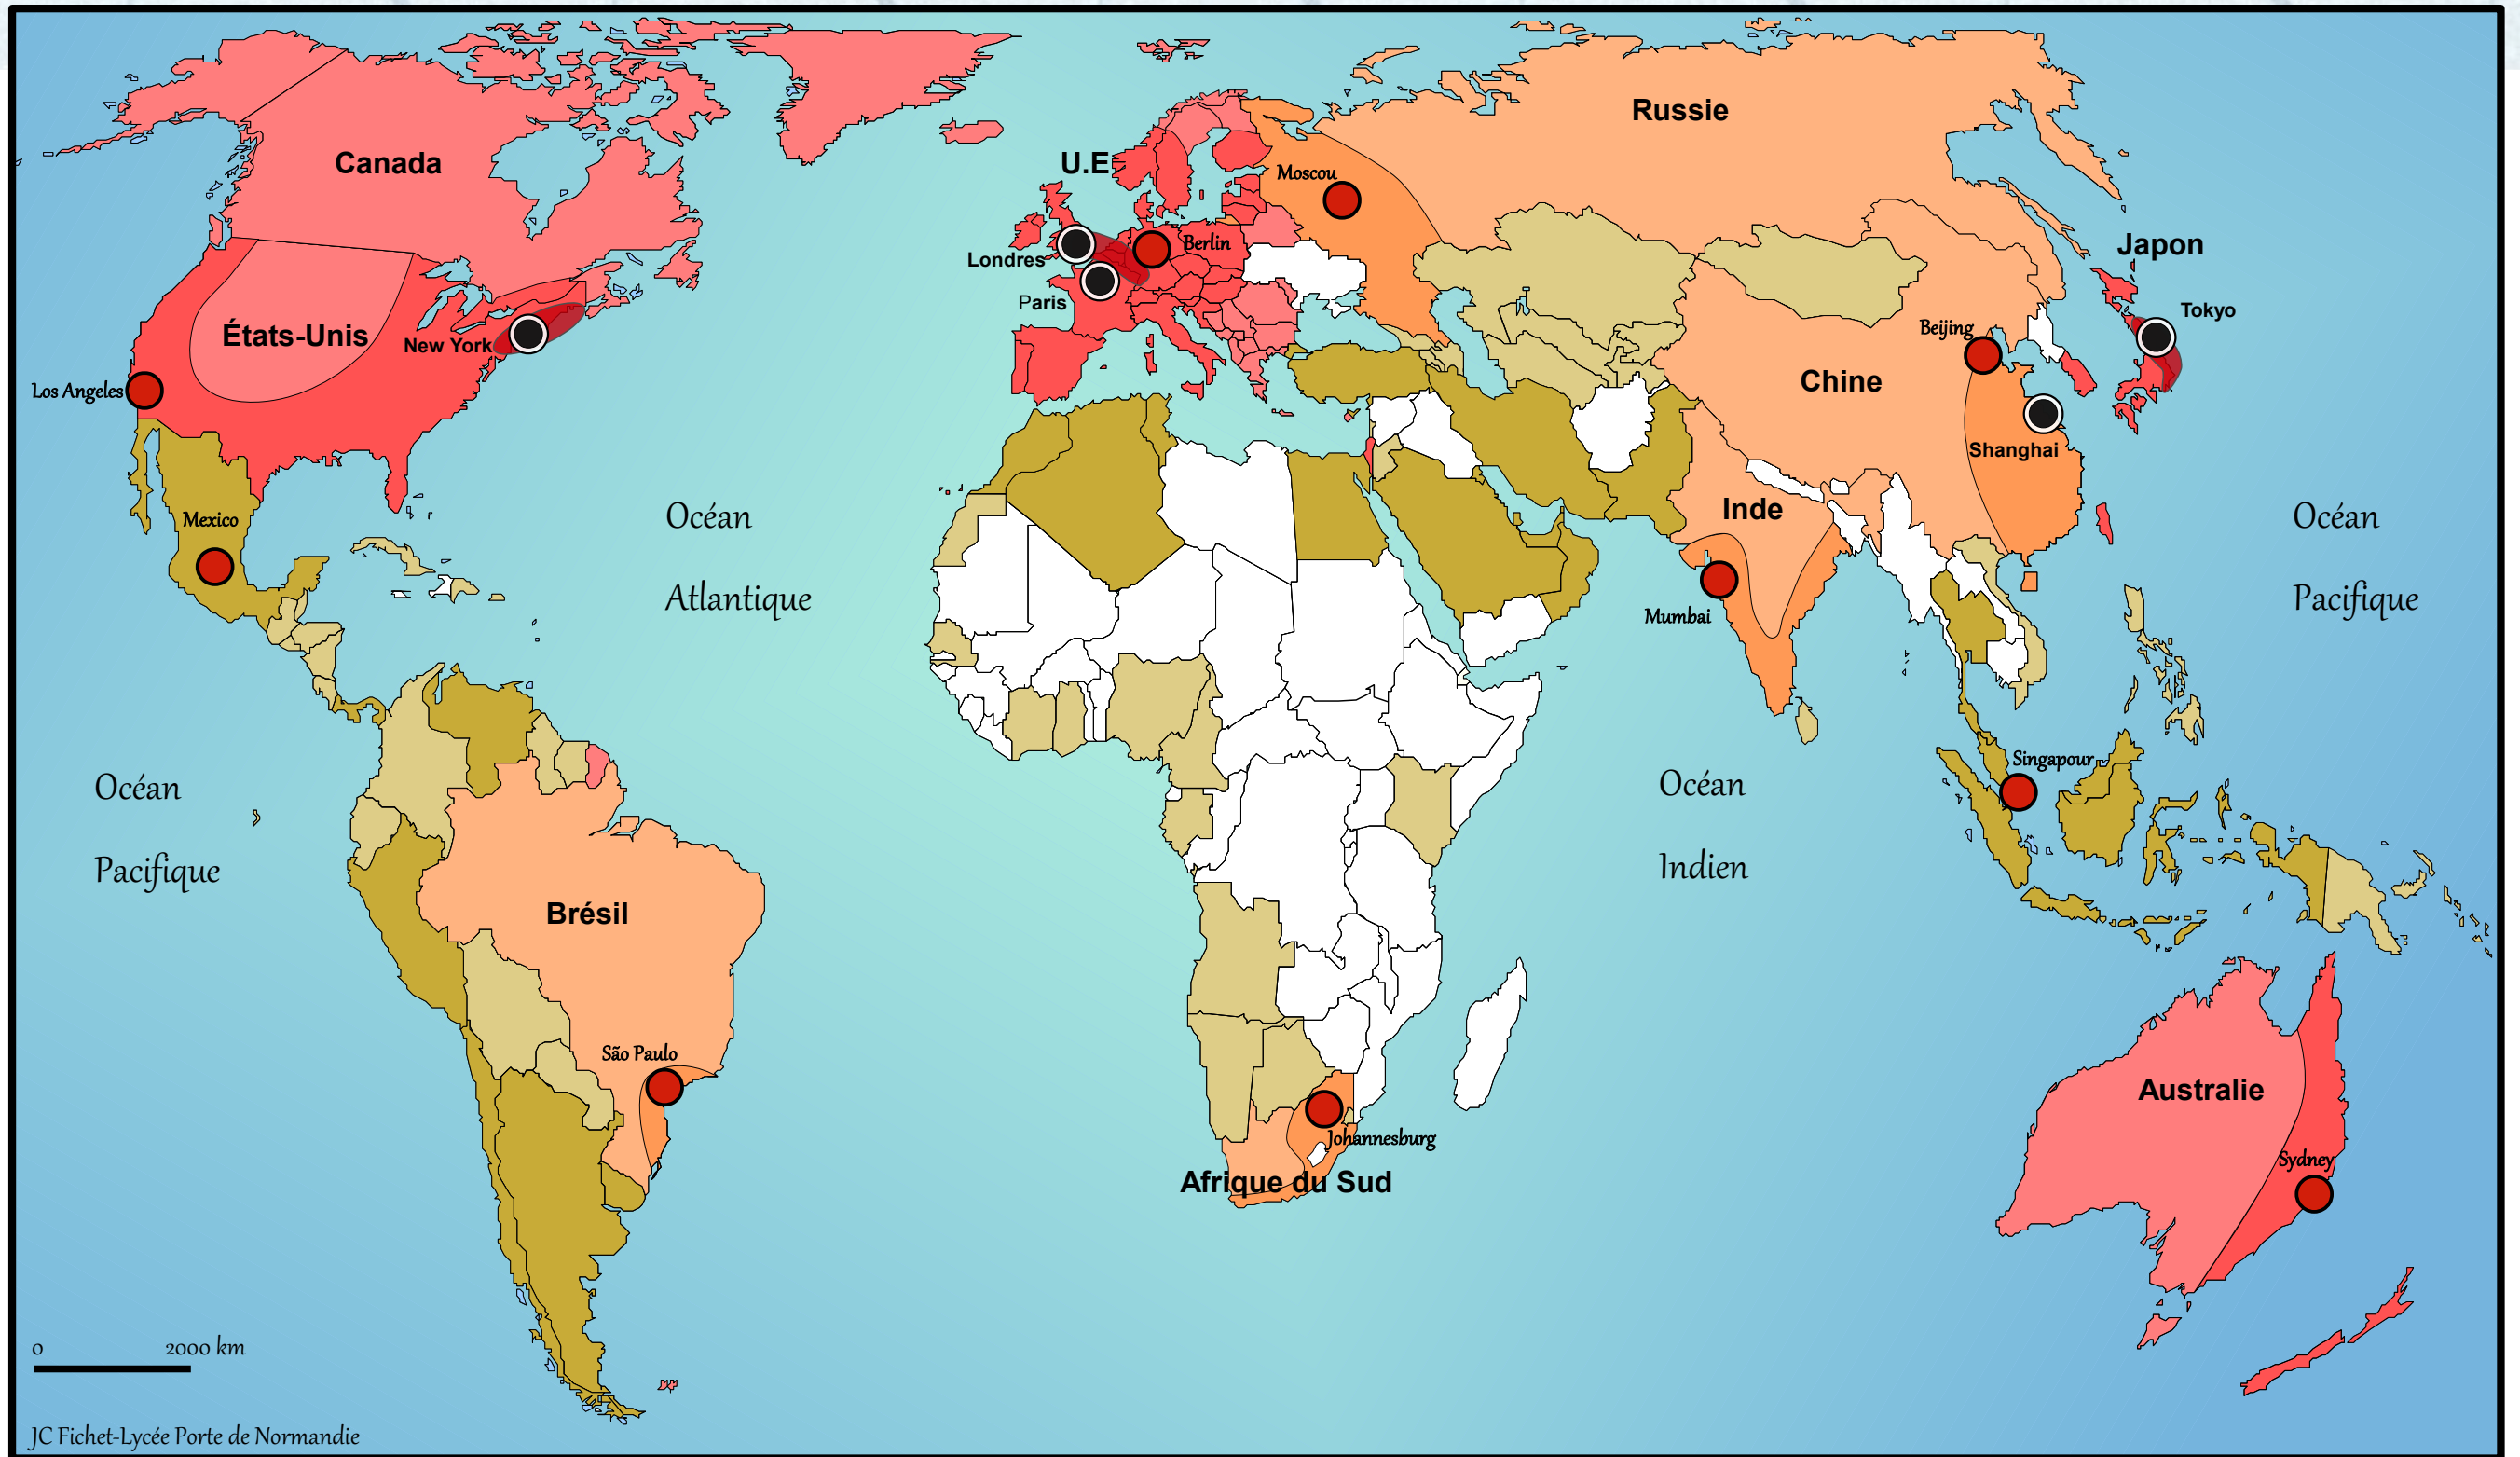 Russie
Canada
U.E
Moscou
Japon
Berlin
Londres
Paris
Tokyo
États-Unis
New York
Beijing
Chine
Los Angeles
Shanghai
Inde
Mexico
Océan
Atlantique
Océan
Pacifique
Mumbai
Singapour
Océan
Pacifique
Océan
Indien
Brésil
São Paulo
Australie
Johannesburg
Sydney
Afrique du Sud
0 2000 km
JC Fichet-Lycée Porte de Normandie